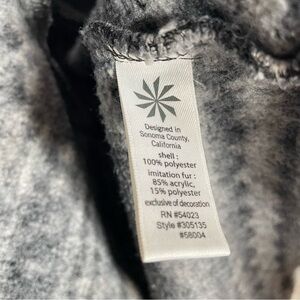 Designed in
Sonoma County,
California
shell :
100% polyester
imitation fur :
85% acrylic,
15% polyester
exclusive of decoration
RN #54023
Style #305135
#58004